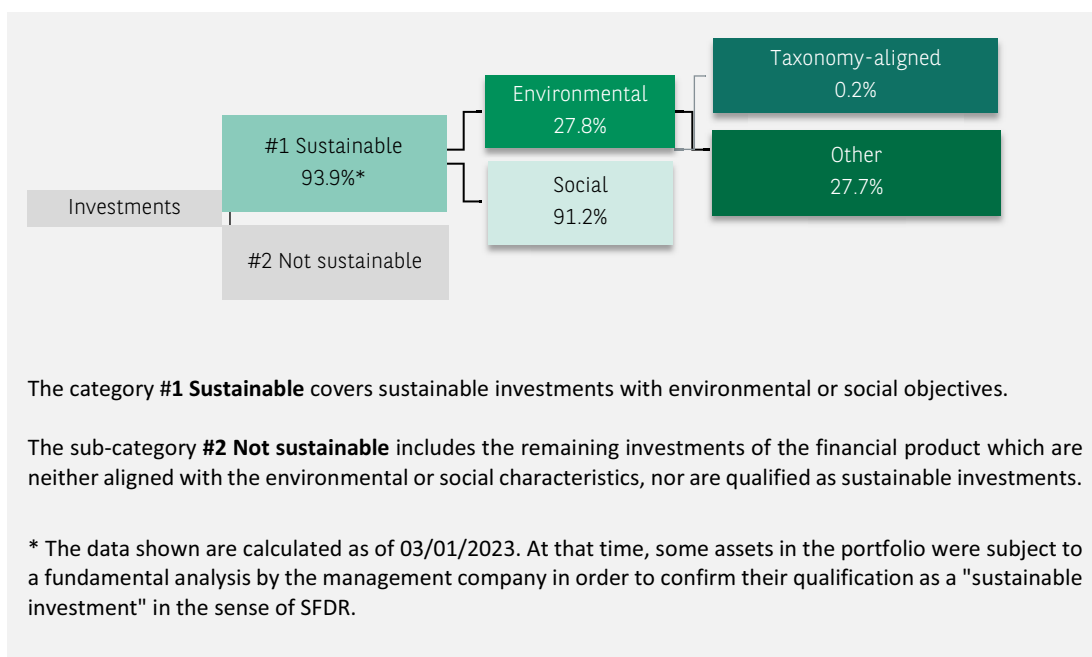 Taxonomy-aligned
0.2%
Environmental
27.8%
#1 Sustainable
93.9%*
Other
27.7%
Social
91.2%
Investments
#2 Not sustainable
The category #1 Sustainable covers sustainable investments with environmental or social objectives.
The sub-category #2 Not sustainable includes the remaining investments of the financial product which are
neither aligned with the environmental or social characteristics, nor are qualified as sustainable investments.
* The data shown are calculated as of 03/01/2023. At that time, some assets in the portfolio were subject to
a fundamental analysis by the management company in order to confirm their qualification as a "sustainable
investment" in the sense of SFDR.